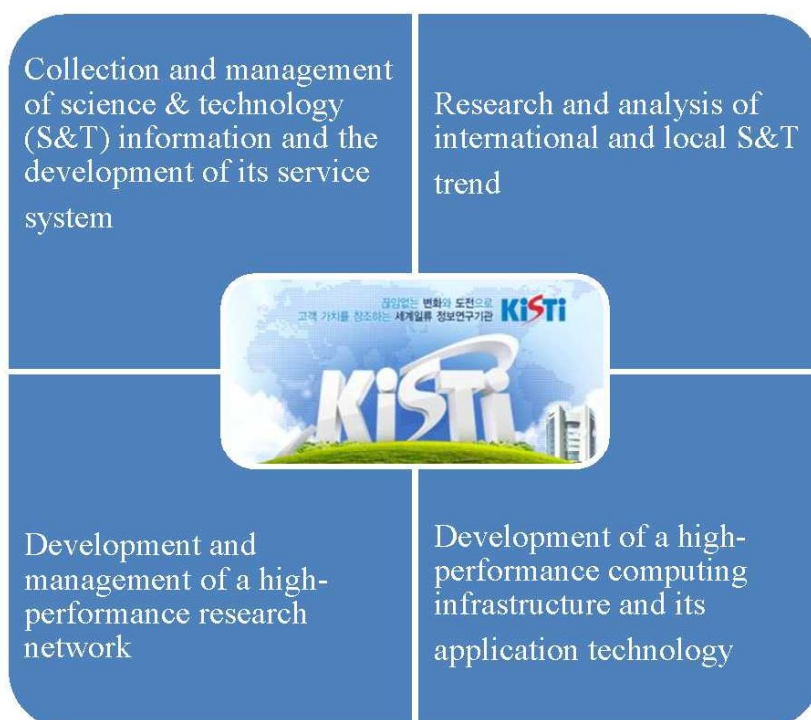 Collection and management
of science & technology
(S&T) information and the
development of its service
system
Research and analysis of
international and local S&T
trend
끊임없는 변화와 도전으로
고객 가치를 창조하는 세계일류 정보연구기관 KiSTi
KiSTi
Development and
management of a high-
performance research
network
Development of a high-
performance computing
infrastructure and its
application technology